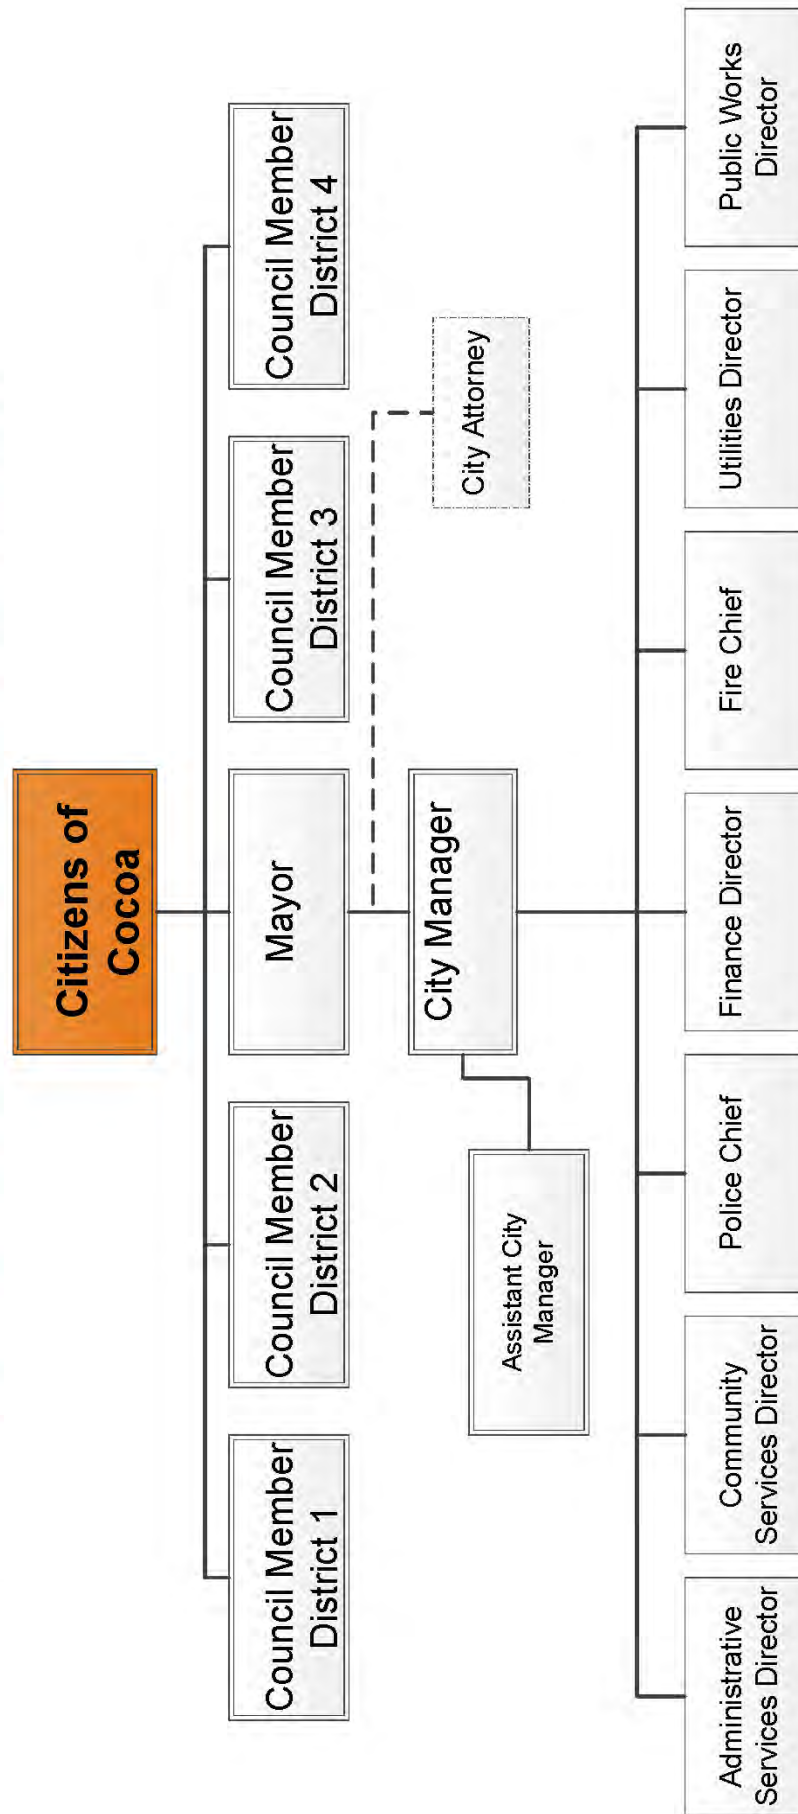 Citizens of
Cocoa
Council Member
District 1
Council Member
District 2
Mayor
Council Member
District 3
Council Member
District 4
City Manager
City Attorney
Assistant City
Manager
Administrative
Services Director
Community
Services Director
Police Chief
Finance Director
Fire Chief
Utilities Director
Public Works
Director